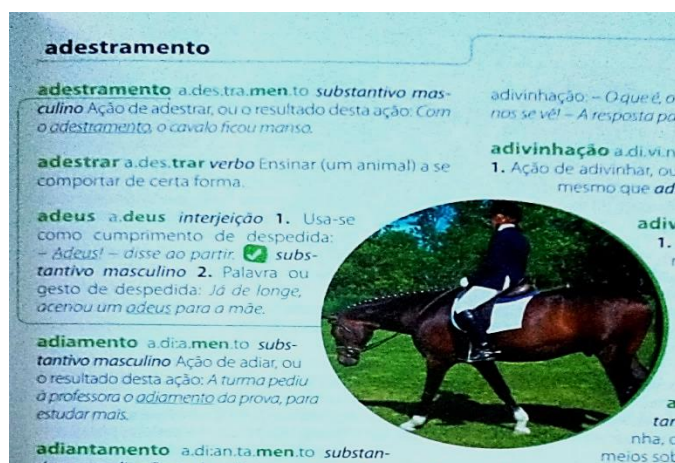 adestramento
adestramento a.des.tra.men.to substantivo mas-
culino Ação de adestrar, ou o resultado desta ação: Com
o adestramento, o cavalo ficou manso.
adestrar a.des.trar verbo Ensinar (um animal) a se
comportar de certa forma.
adeus a.deus interjeição 1. Usa-se
como cumprimento de despedida:
– Adeus! – disse ao partir. ✅ subs-
tantivo masculino 2. Palavra ou
gesto de despedida: Já de longe,
acenou um adeus para a mãe.
adiamento a.di:a.men.to subs-
tantivo masculino Ação de adiar, ou
o resultado desta ação: A turma pediu
à professora o adiamento da prova, para
estudar mais.
adiantamento a.di:an.ta.men.to substan-
adivinhação: – O que é, o
nos se vê! – A resposta
adivinhação a.di.vi.
1. Ação de adivinhar, ou
mesmo que
1.
nha,
meios